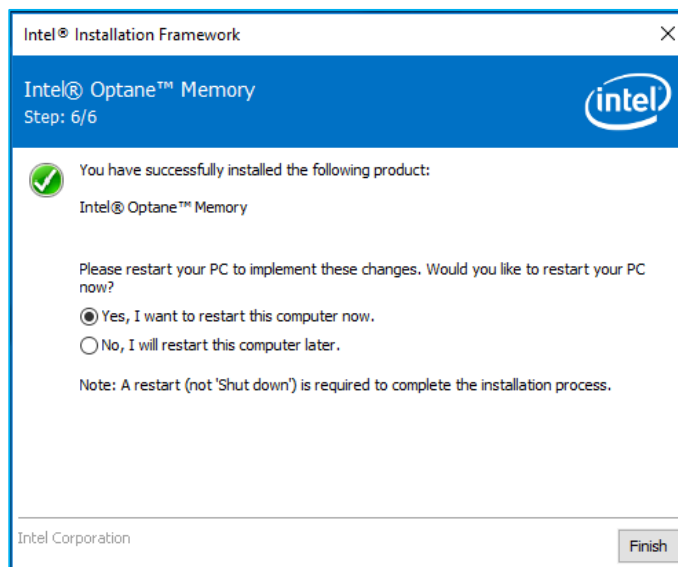 Intel® Installation Framework
Intel® Optane™ Memory
Step: 6/6
intel
You have successfully installed the following product:
Intel® Optane™ Memory
Please restart your PC to implement these changes. Would you like to restart your PC
now?
Yes, I want to restart this computer now.
No, I will restart this computer later.
Note: A restart (not 'Shut down') is required to complete the installation process.
Intel Corporation
Finish